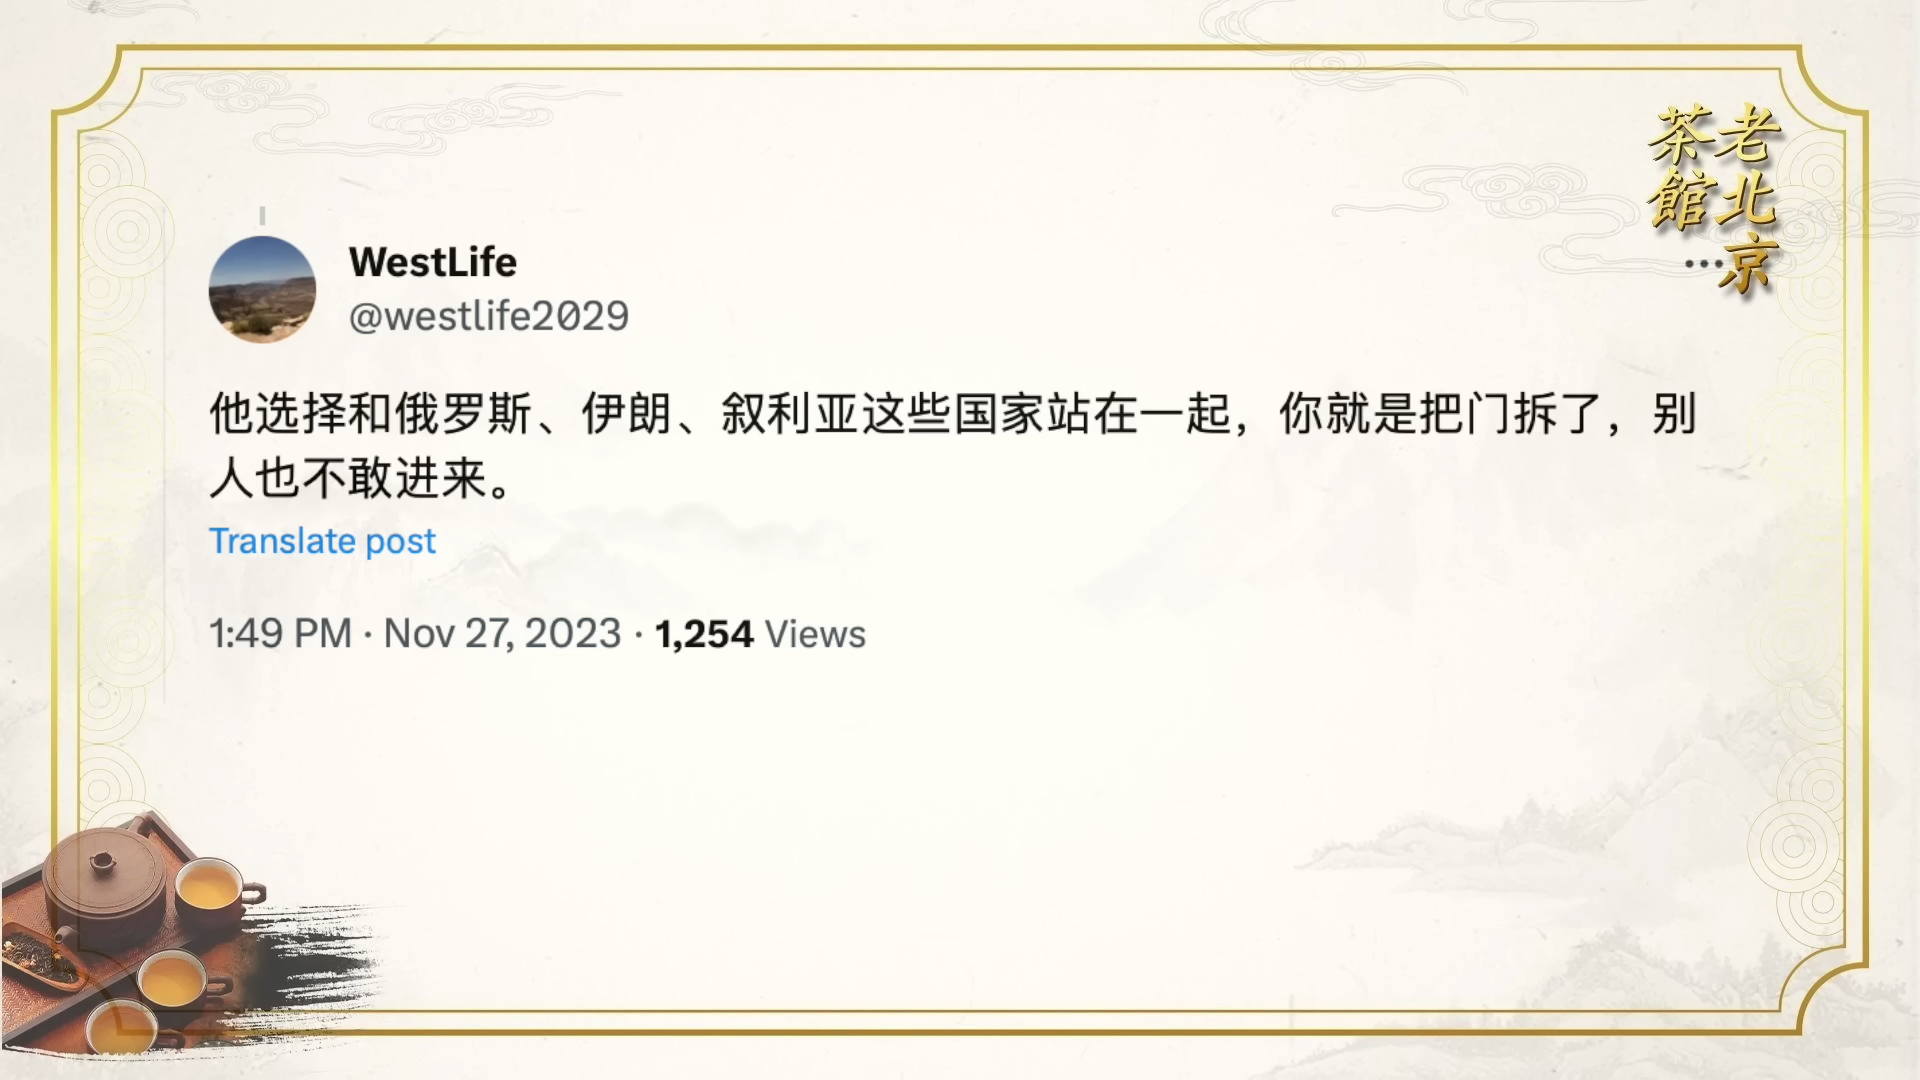 老北京
茶館
WestLife
@westlife2029
他选择和俄罗斯、伊朗、叙利亚这些国家站在一起，你就是把门拆了，别
人也不敢进来。
Translate post
1:49 PM · Nov 27, 2023 · 1,254 Views